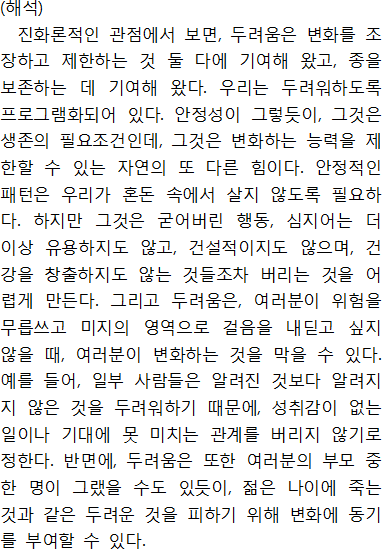 (해석)
진화론적인 관점에서 보면, 두려움은 변화를 조
장하고 제한하는 것 둘 다에 기여해 왔고, 종을
보존하는 데 기여해 왔다. 우리는 두려워하도록
프로그램화되어 있다. 안정성이 그렇듯이, 그것은
생존의 필요조건인데, 그것은 변화하는 능력을 제
한할 수 있는 자연의 또 다른 힘이다. 안정적인
패턴은 우리가 혼돈 속에서 살지 않도록 필요하
다. 하지만 그것은 굳어버린 행동, 심지어는 더
이상 유용하지도 않고, 건설적이지도 않으며, 건
강을 창출하지도 않는 것들조차 버리는 것을 어
렵게 만든다. 그리고 두려움은, 여러분이 위험을
무릅쓰고 미지의 영역으로 걸음을 내딛고 싶지
않을 때, 여러분이 변화하는 것을 막을 수 있다.
예를 들어, 일부 사람들은 알려진 것보다 알려지
지 않은 것을 두려워하기 때문에, 성취감이 없는
일이나 기대에 못 미치는 관계를 버리지 않기로
정한다. 반면에, 두려움은 또한 여러분의 부모 중
한 명이 그랬을 수도 있듯이, 젊은 나이에 죽는
것과 같은 두려운 것을 피하기 위해 변화에 동기
를 부여할 수 있다.